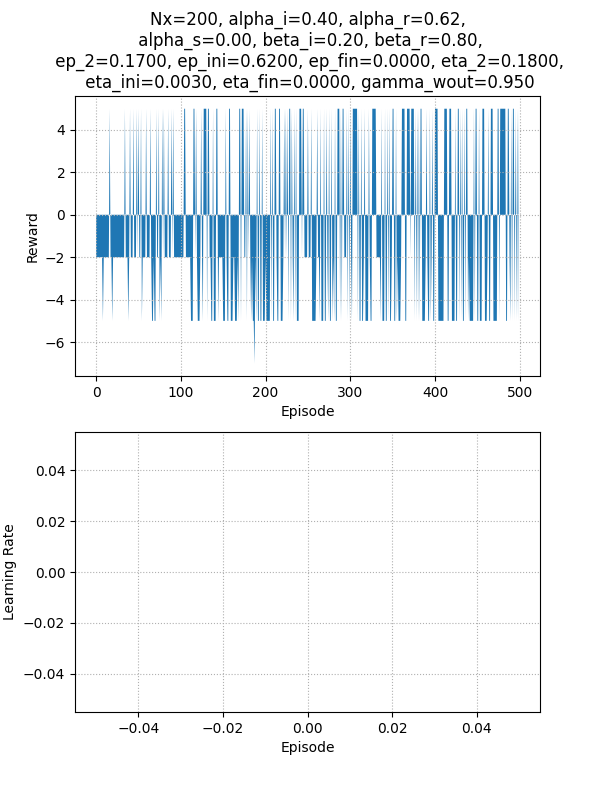 Nx=200, alpha_i=0.40, alpha_r=0.62,
alpha_s=0.00, beta_i=0.20, beta_r=0.80,
ep_2=0.1700, ep_ini=0.6200, ep_fin=0.0000, eta_2=0.1800,
eta_ini=0.0030, eta_fin=0.0000, gamma_wout=0.950
4
2
0
−2
−4
−6
Reward
0 100 200 300 400 500
Episode
0.04
0.02
0.00
−0.02
−0.04
Learning Rate
−0.04 −0.02 0.00 0.02 0.04
Episode